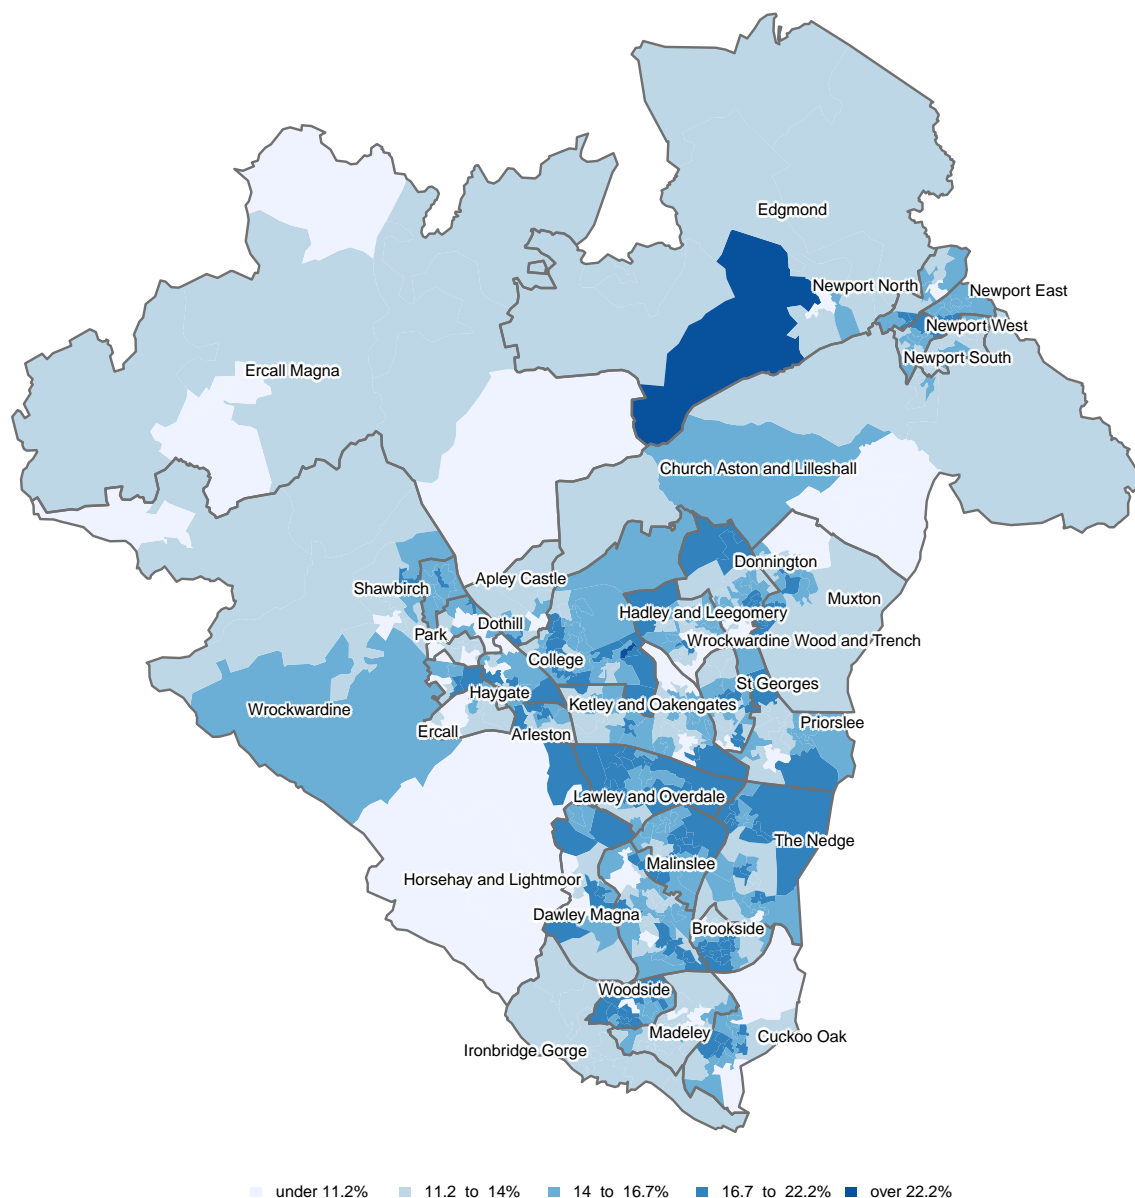 Edgmond
Newport North
Newport East
Newport West
Newport South
Ercall Magna
Church Aston and Lilleshall
Donnington
Apley Castle
Shawbirch
Muxton
Hadley and Leegomery
Dothill
Park
Wrockwardine Wood and Trench
College
St Georges
Haygate
Ketley and Oakengates
Wrockwardine
Priorslee
Ercall
Arleston
Lawley and Overdale
The Nedge
Malinslee
Horsehay and Lightmoor
Dawley Magna
Brookside
Woodside
Madeley
Cuckoo Oak
Ironbridge Gorge
under 11.2% 11.2 to 14% 14 to 16.7% 16.7 to 22.2% over 22.2%